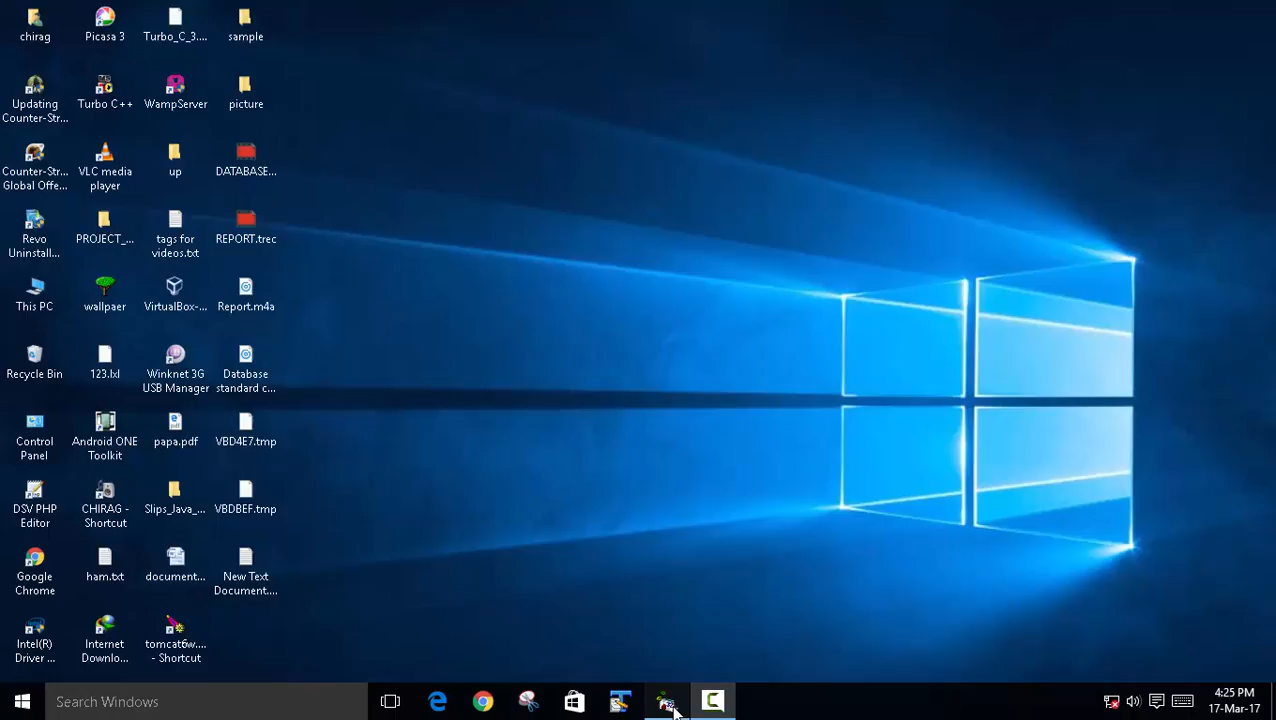 chirag
Picasa 3
Turbo_C_3....
sample
Updating
Counter-Str...
Turbo C++
WampServer
picture
Counter-Str...
Global Offe...
VLC media
player
up
DATABASE...
Revo
Uninstall...
PROJECT_...
tags for
videos.txt
REPORT.trec
This PC
wallpaer
VirtualBox-...
Report.m4a
Recycle Bin
123.lxl
Winknet 3G
USB Manager
Database
standard c...
Control
Panel
Android ONE
Toolkit
papa.pdf
VBD4E7.tmp
DSV PHP
Editor
CHIRAG -
Shortcut
Slips_Java_...
VBDBEF.tmp
Google
Chrome
ham.txt
document...
New Text
Document....
Intel(R)
Driver ...
Internet
Downlo...
tomcat6w....
- Shortcut
Search Windows
4:25 PM
17-Mar-17